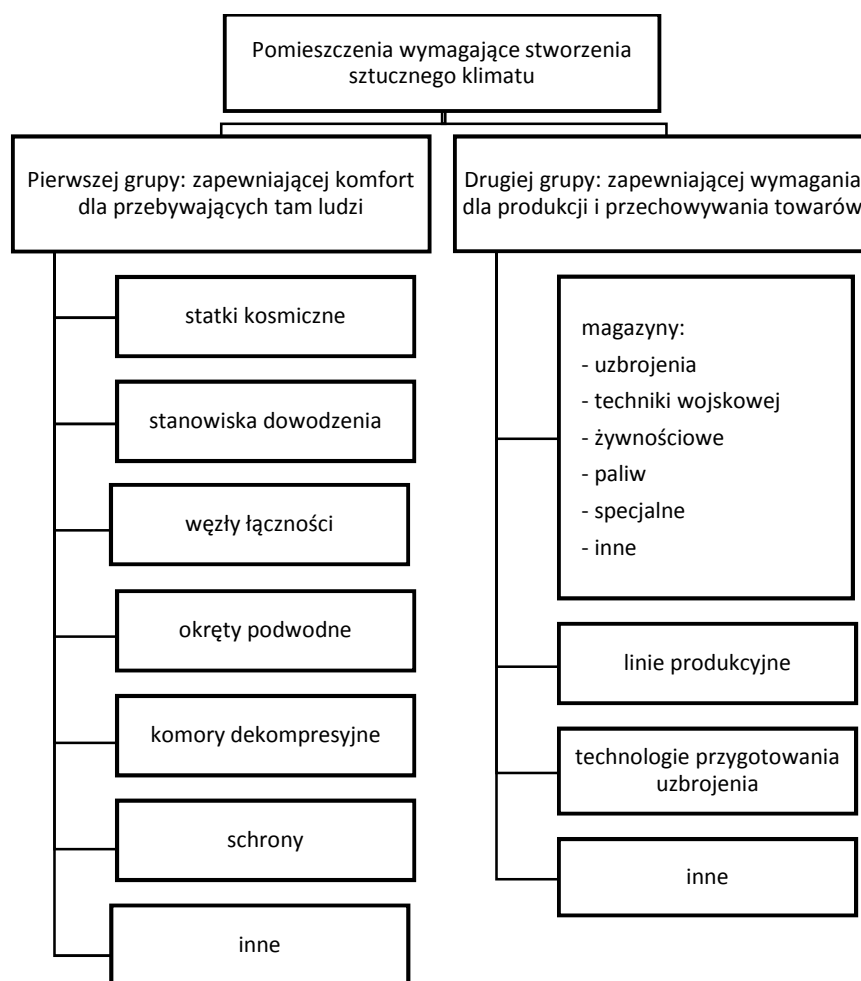 Pomieszczenia wymagające stworzenia
sztucznego klimatu
Pierwszej grupy: zapewniającej komfort
dla przebywających tam ludzi
statki kosmiczne
stanowiska dowodzenia
węzły łączności
okręty podwodne
komory dekompresyjne
schrony
inne
Drugiej grupy: zapewniającej wymagania
dla produkcji i przechowywania towarów
magazyny:
- uzbrojenia
- techniki wojskowej
- żywnościowe
- paliw
- specjalne
- inne
linie produkcyjne
technologie przygotowania
uzbrojenia
inne